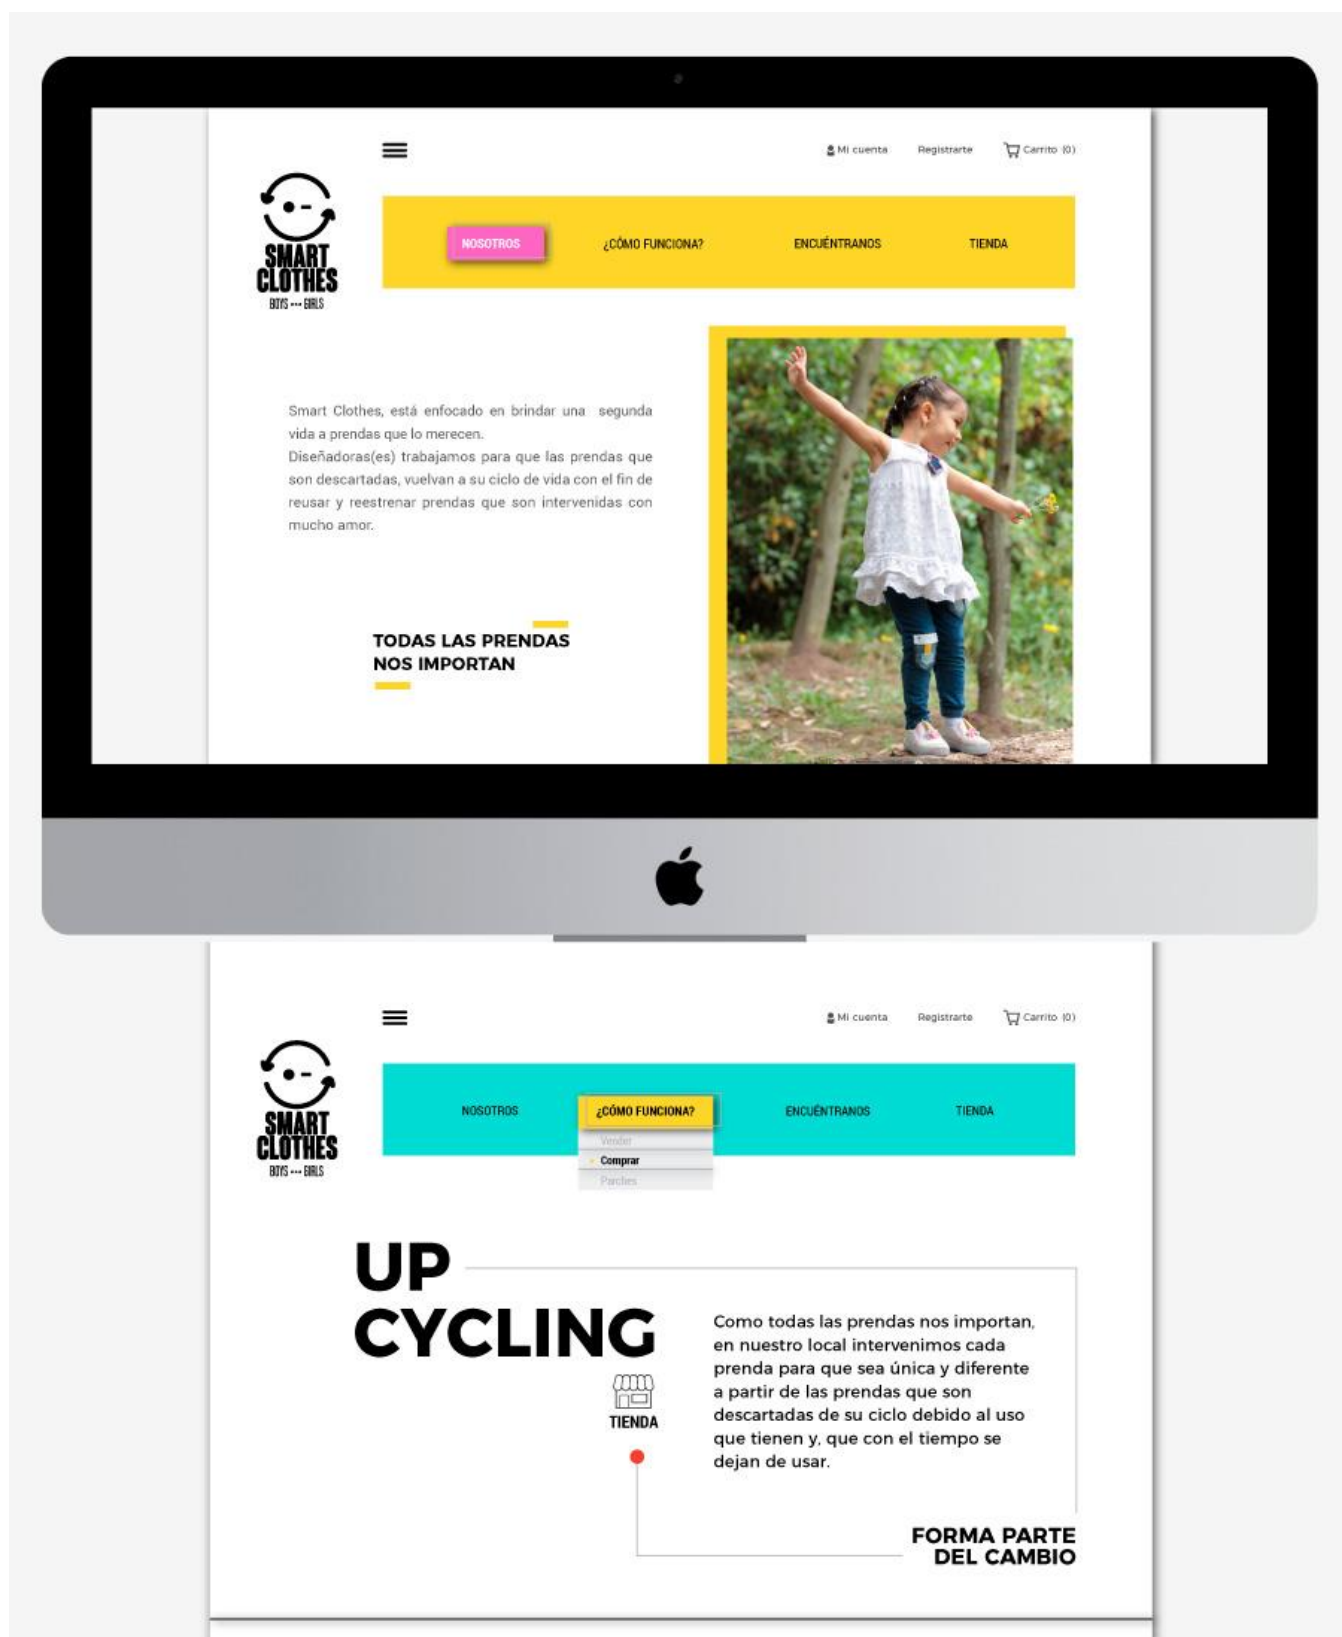 Mi cuenta Registrarte Carrito (0)
SMART
CLOTHES
BOYS --- GIRLS
NOSOTROS ¿CÓMO FUNCIONA? ENCUÉNTRANOS TIENDA
Smart Clothes, está enfocado en brindar una segunda
vida a prendas que lo merecen.
Diseñadoras(es) trabajamos para que las prendas que
son descartadas, vuelvan a su ciclo de vida con el fin de
reusar y reestrenar prendas que son intervenidas con
mucho amor.
TODAS LAS PRENDAS
NOS IMPORTAN
Mi cuenta Registrarte Carrito (0)
SMART
CLOTHES
BOYS --- GIRLS
NOSOTROS ¿CÓMO FUNCIONA? ENCUÉNTRANOS TIENDA
Vender
Comprar
Parches
UP
CYCLING
TIENDA
Como todas las prendas nos importan,
en nuestro local intervenimos cada
prenda para que sea única y diferente
a partir de las prendas que son
descartadas de su ciclo debido al uso
que tienen y, que con el tiempo se
dejan de usar.
FORMA PARTE
DEL CAMBIO